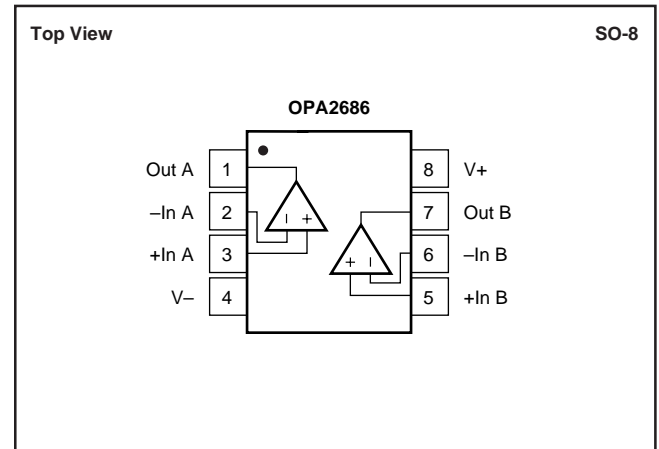 Top View SO-8
OPA2686
Out A 1 8 V+
–In A 2 7 Out B
+In A 3 6 –In B
V– 4 5 +In B
– + 
+ –